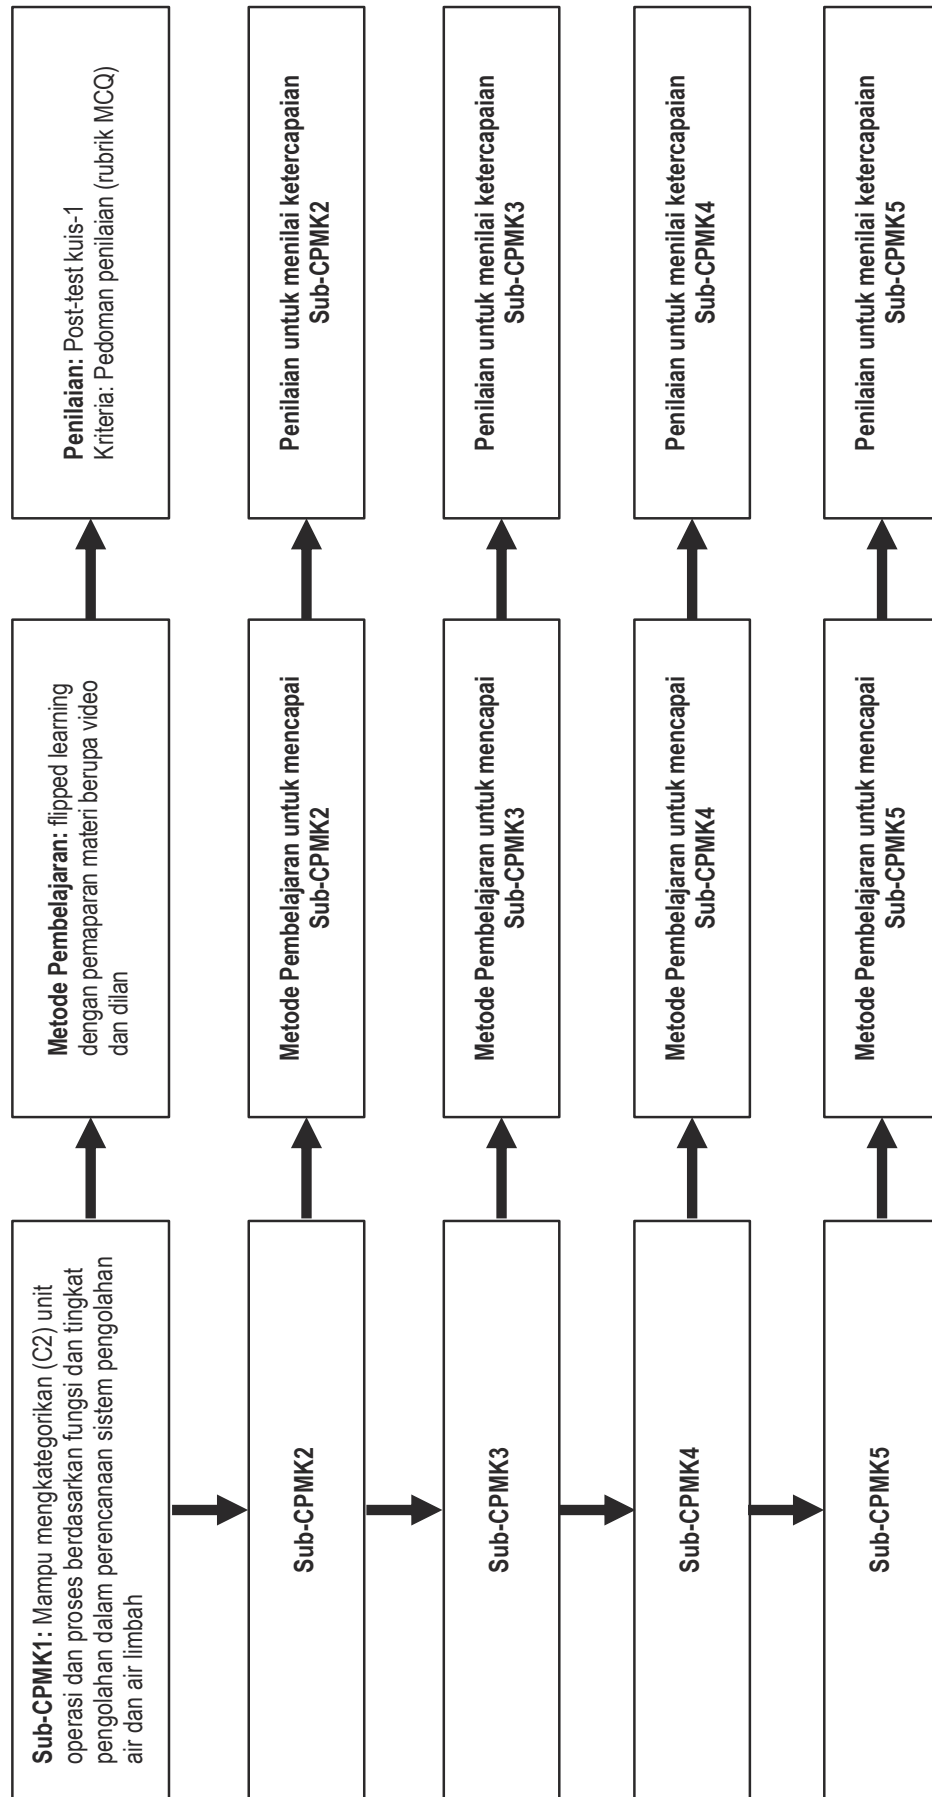 Sub-CPMK1: Mampu mengkategorikan (C2) unit
operasi dan proses berdasarkan fungsi dan tingkat
pengolahan dalam perencanaan sistem pengolahan
air dan air limbah
Metode Pembelajaran: flipped learning
dengan pemaparan materi berupa video
dan dilan
Penilaian: Post-test kuis-1
Kriteria: Pedoman penilaian (rubrik MCQ)
Sub-CPMK2
Metode Pembelajaran untuk mencapai
Sub-CPMK2
Penilaian untuk menilai ketercapaian
Sub-CPMK2
Sub-CPMK3
Metode Pembelajaran untuk mencapai
Sub-CPMK3
Penilaian untuk menilai ketercapaian
Sub-CPMK3
Sub-CPMK4
Metode Pembelajaran untuk mencapai
Sub-CPMK4
Penilaian untuk menilai ketercapaian
Sub-CPMK4
Sub-CPMK5
Metode Pembelajaran untuk mencapai
Sub-CPMK5
Penilaian untuk menilai ketercapaian
Sub-CPMK5